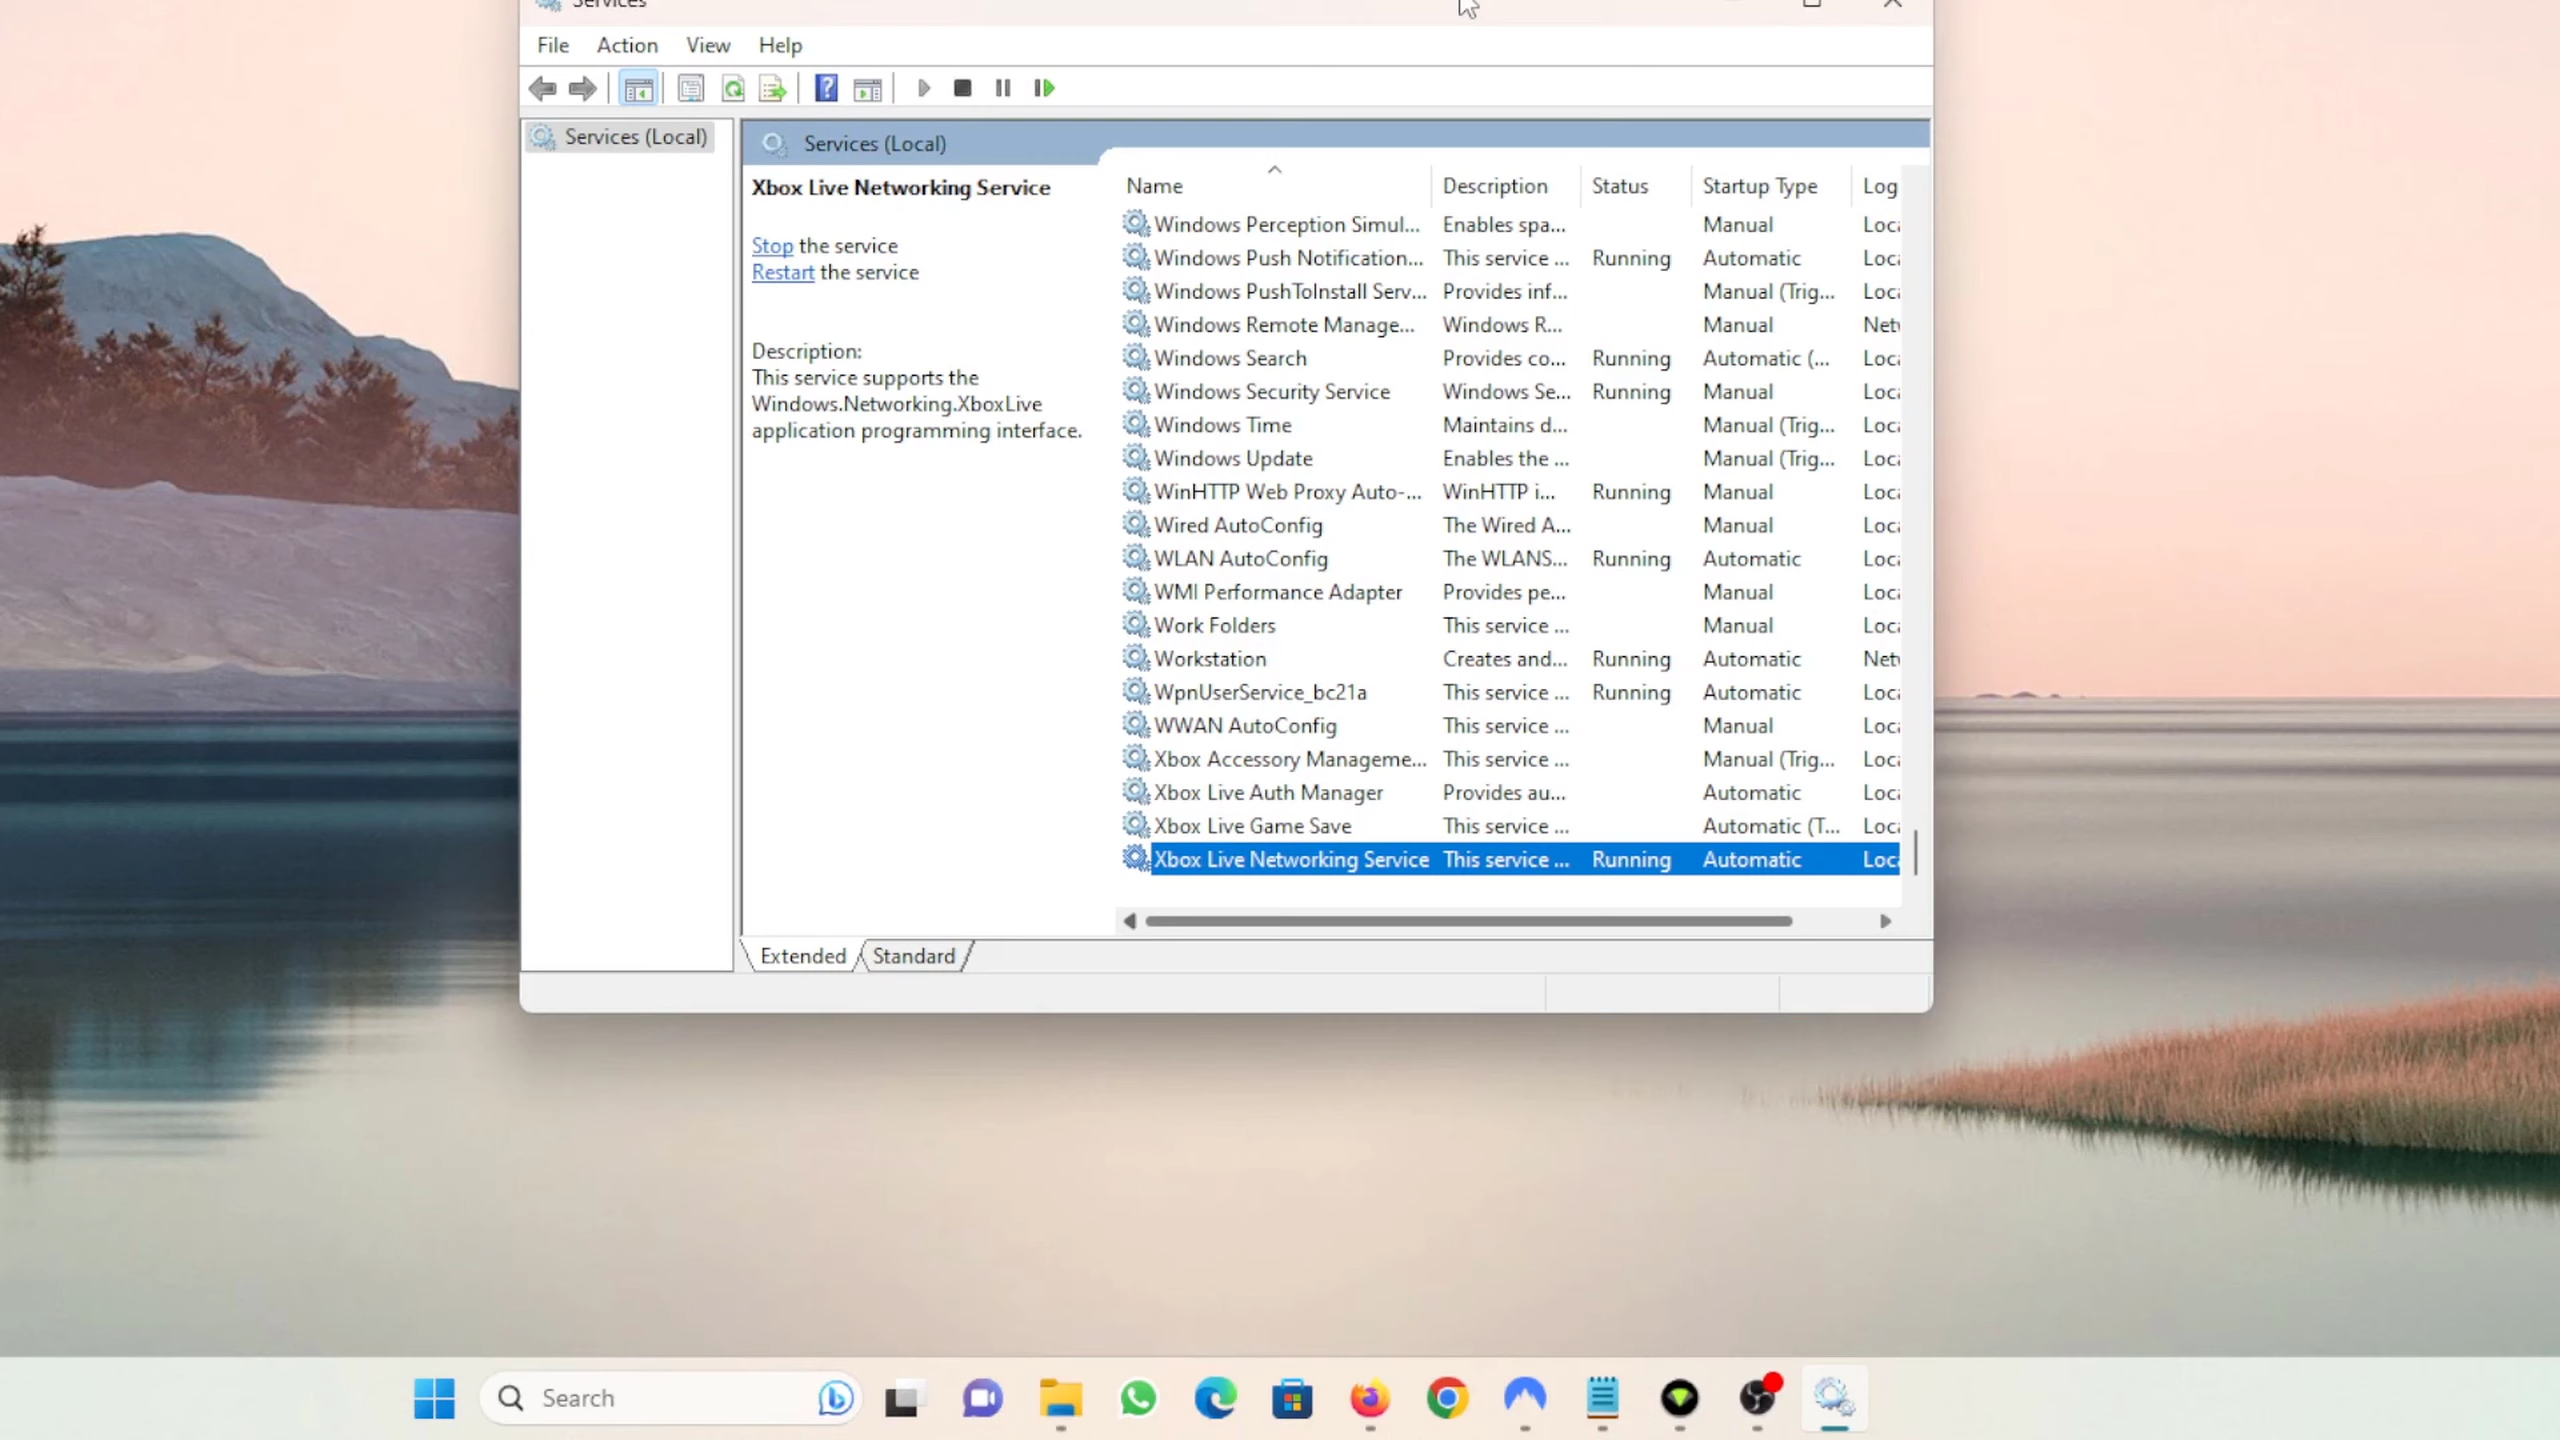 Services
File Action View Help
Services (Local)
Services (Local)
Xbox Live Networking Service
Stop the service
Restart the service
Description:
This service supports the
Windows.Networking.XboxLive
application programming interface.
Name Description Status Startup Type Log
Windows Perception Simul... Enables spa... Manual Loca
Windows Push Notification... This service ... Running Automatic Loca
Windows PushToInstall Serv... Provides inf... Manual (Trig... Loca
Windows Remote Manage... Windows R... Manual Netw
Windows Search Provides co... Running Automatic (... Loca
Windows Security Service Windows Se... Running Manual Loca
Windows Time Maintains d... Manual (Trig... Loca
Windows Update Enables the ... Manual (Trig... Loca
WinHTTP Web Proxy Auto-... WinHTTP i... Running Manual Loca
Wired AutoConfig The Wired A... Manual Loca
WLAN AutoConfig The WLANS... Running Automatic Loca
WMI Performance Adapter Provides pe... Manual Loca
Work Folders This service ... Manual Loca
Workstation Creates and... Running Automatic Netw
WpnUserService_bc21a This service ... Running Automatic Loca
WWAN AutoConfig This service ... Manual Loca
Xbox Accessory Manageme... This service ... Manual (Trig... Loca
Xbox Live Auth Manager Provides au... Automatic Loca
Xbox Live Game Save This service ... Automatic (T... Loca
Xbox Live Networking Service This service ... Running Automatic Loca
Extended Standard
Search